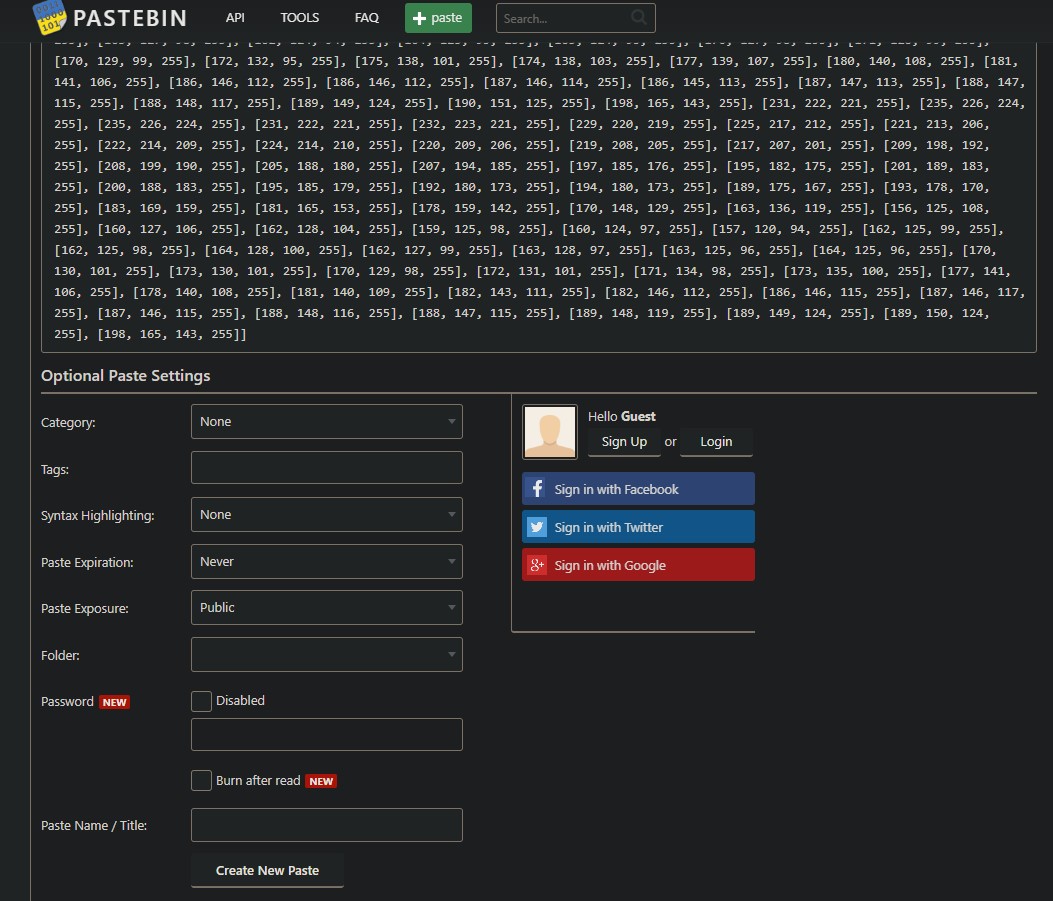 PASTEBIN API TOOLS FAQ + paste Search...
[170, 129, 99, 255], [172, 132, 95, 255], [175, 138, 101, 255], [174, 138, 103, 255], [177, 139, 107, 255], [180, 140, 108, 255], [181,
141, 106, 255], [186, 146, 112, 255], [186, 146, 112, 255], [187, 146, 114, 255], [186, 145, 113, 255], [187, 147, 113, 255], [188, 147,
115, 255], [188, 148, 117, 255], [189, 149, 124, 255], [190, 151, 125, 255], [198, 165, 143, 255], [231, 222, 221, 255], [235, 226, 224,
255], [235, 226, 224, 255], [231, 222, 221, 255], [232, 223, 221, 255], [229, 220, 219, 255], [225, 217, 212, 255], [221, 213, 206,
255], [222, 214, 209, 255], [224, 214, 210, 255], [220, 209, 206, 255], [219, 208, 205, 255], [217, 207, 201, 255], [209, 198, 192,
255], [208, 199, 190, 255], [205, 188, 180, 255], [207, 194, 185, 255], [197, 185, 176, 255], [195, 182, 175, 255], [201, 189, 183,
255], [200, 188, 183, 255], [195, 185, 179, 255], [192, 180, 173, 255], [194, 180, 173, 255], [189, 175, 167, 255], [193, 178, 170,
255], [183, 169, 159, 255], [181, 165, 153, 255], [178, 159, 142, 255], [170, 148, 129, 255], [163, 136, 119, 255], [156, 125, 108,
255], [160, 127, 106, 255], [162, 128, 104, 255], [159, 125, 98, 255], [160, 124, 97, 255], [157, 120, 94, 255], [162, 125, 99, 255],
[162, 125, 98, 255], [164, 128, 100, 255], [162, 127, 99, 255], [163, 128, 97, 255], [163, 125, 96, 255], [164, 125, 96, 255], [170,
130, 101, 255], [173, 130, 101, 255], [170, 129, 98, 255], [172, 131, 101, 255], [171, 134, 98, 255], [173, 135, 100, 255], [177, 141,
106, 255], [178, 140, 108, 255], [181, 140, 109, 255], [182, 143, 111, 255], [182, 146, 112, 255], [186, 146, 115, 255], [187, 146, 117,
255], [187, 146, 115, 255], [188, 148, 116, 255], [188, 147, 115, 255], [189, 148, 119, 255], [189, 149, 124, 255], [189, 150, 124,
255], [198, 165, 143, 255]]
Optional Paste Settings
Category: None
Tags:
Syntax Highlighting: None
Paste Expiration: Never
Paste Exposure: Public
Folder:
Password NEW Disabled
Burn after read NEW
Paste Name / Title:
Create New Paste
Hello Guest
Sign Up or Login
Sign in with Facebook
Sign in with Twitter
Sign in with Google